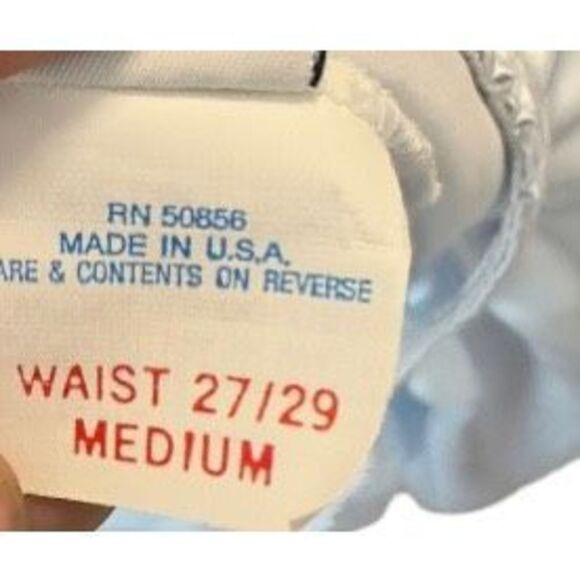 RN 50856
MADE IN U.S.A.
ARE & CONTENTS ON REVERSE
WAIST 27/29
MEDIUM